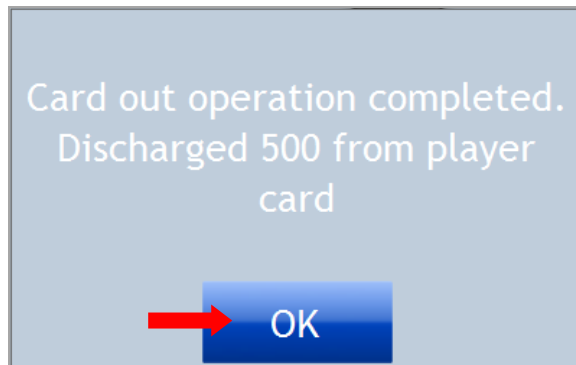 Card out operation completed.
Discharged 500 from player
card
OK